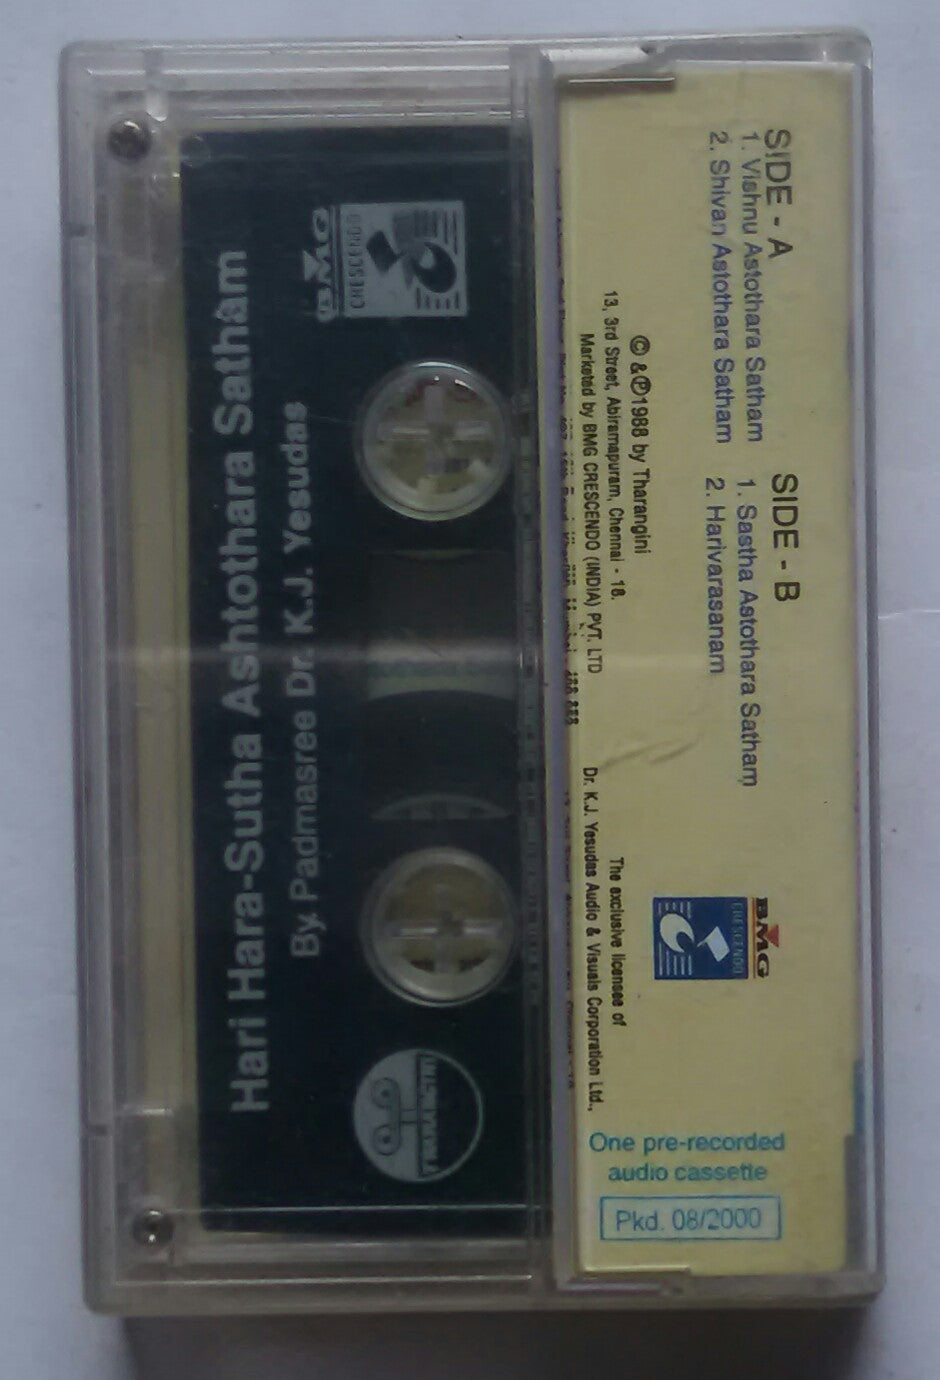 SIDE - A
1. Vishnu Astothara Satham
2. Shivan Astothara Satham
SIDE - B
1. Sastha Astothara Satham
2. Harivarasanam
© & ℗ 1988 by Tharangini
13, 3rd Street, Abiramapuram, Chennai - 18.
Marketed by BMG CRESCENDO (INDIA) PVT. LTD
The exclusive licensee of
Dr. K.J. Yesudas Audio & Visuals Corporation Ltd.,
BMG
CRESCENDO
One pre-recorded
audio cassette
Pkd. 08/2000
Hari Hara-Sutha Ashtothara Satham
By Padmasree Dr. K.J. Yesudas
BMG
CRESCENDO